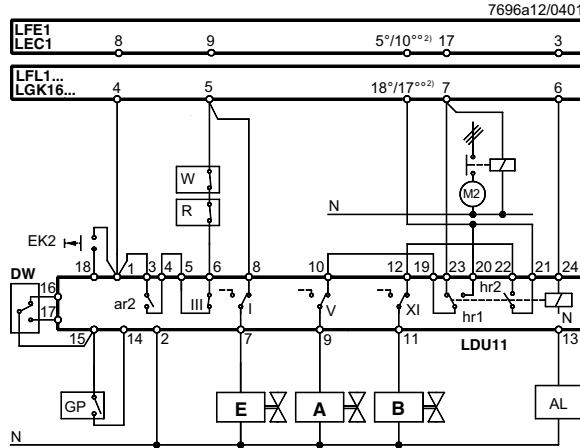 7696a12/0401
LFE1
LEC1
8 9 5°/10°° 2) 17 3
LFL1...
LGK16...
4 5 18°/17°° 2) 7 6
W
R
M2
N
EK2
18 1 3 4 5 6 8 10 12 19 23 20 22 21 24
DW
16
17
ar2 III I V XI hr1 hr2 N
15 14 2 7 9 11 LDU11 13
GP E A B AL
N